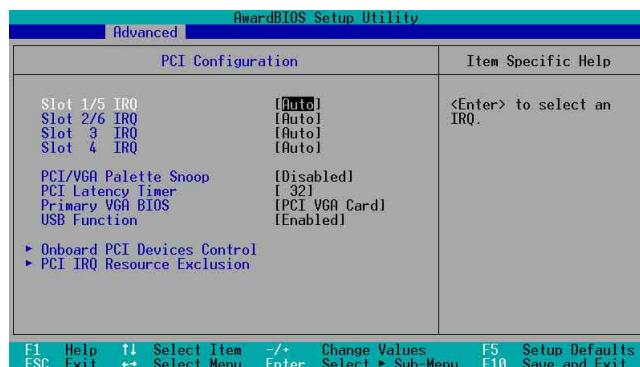 AwardBIOS Setup Utility
Advanced
PCI Configuration
Item Specific Help
Slot 1/5 IRQ [Auto]
Slot 2/6 IRQ [Auto]
Slot 3 IRQ [Auto]
Slot 4 IRQ [Auto]
PCI/VGA Palette Snoop [Disabled]
PCI Latency Timer [ 32]
Primary VGA BIOS [PCI VGA Card]
USB Function [Enabled]
▸ Onboard PCI Devices Control
▸ PCI IRQ Resource Exclusion
<Enter> to select an
IRQ.
F1 Help ↑↓ Select Item -/+ Change Values F5 Setup Defaults
ESC Exit ←→ Select Menu Enter Select ▸ Sub-Menu F10 Save and Exit